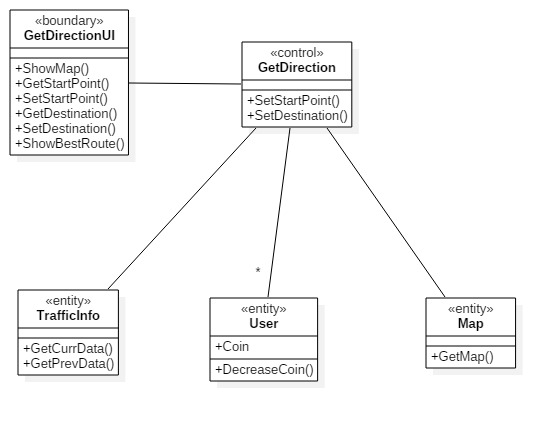 «boundary»
GetDirectionUI
+ShowMap()
+GetStartPoint()
+SetStartPoint()
+GetDestination()
+SetDestination()
+ShowBestRoute()
«control»
GetDirection
+SetStartPoint()
+SetDestination()
*
«entity»
TrafficInfo
+GetCurrData()
+GetPrevData()
«entity»
User
+Coin
+DecreaseCoin()
«entity»
Map
+GetMap()